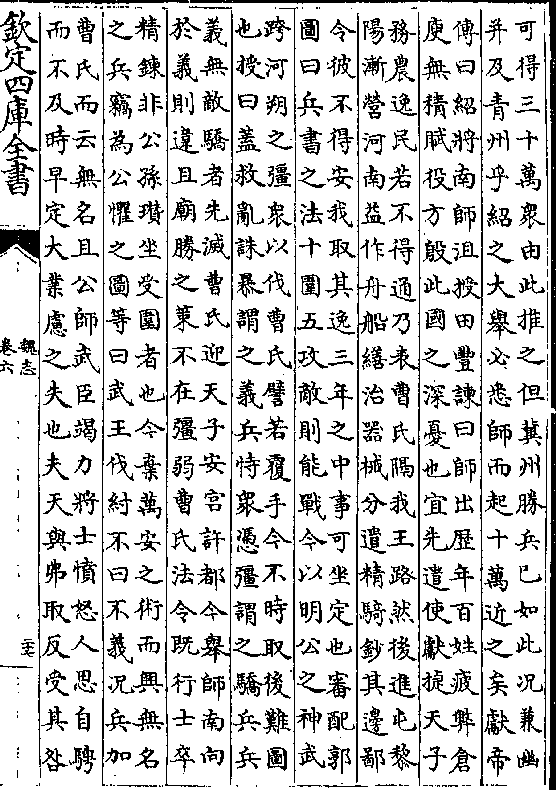 可得三十萬衆由此推之但冀州勝兵已如此況兼幽
并及青州乎紹之大舉必悉師而起十萬近之矣獻帝
傳曰紹將南師沮授田豐諫曰師出歴年百姓疲弊倉
庾無積賦役方殷此國之深憂也宜先遣使獻捷天子
務農逸民若不得通乃表曹氏隔我王路然後進屯黎
陽漸營河南益作舟船繕治器械分遣精騎鈔其邊鄙
令彼不得安我取其逸三年之中事可坐定也審配郭
圖曰兵書之法十圍五攻敵則能戰今以明公之神武
跨河朔之彊衆以伐曹氏譬若覆手今不時取後難圖
也授曰蓋救亂誅暴謂之義兵恃衆憑彊謂之驕兵兵
義無敵驕者先滅曹氏迎天子安宮許都今舉師南向
於義則違且廟勝之策不在彊弱曹氏法令既行士卒
精鍊非公孫瓚坐受圍者也今棄萬安之術而興無名
之兵竊為公懼之圖等曰武王伐紂不曰不義況兵加
曹氏而云無名且公師武臣竭力將士憤怒人思自騁
而不及時早定大業慮之失也夫天與弗取反受其咎
欽定四庫全書
魏志
卷六